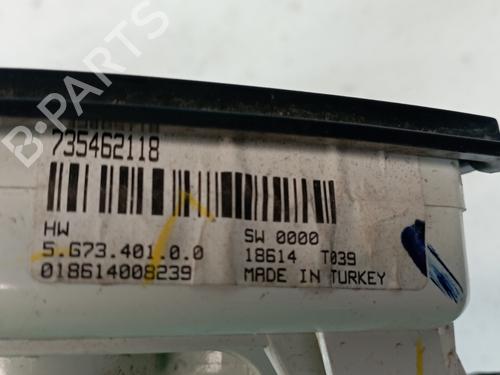 B-PARTS
735462118
HW
SW 0000
5.G73.401.0.0
18614 T039
018614008239
MADE IN TURKEY